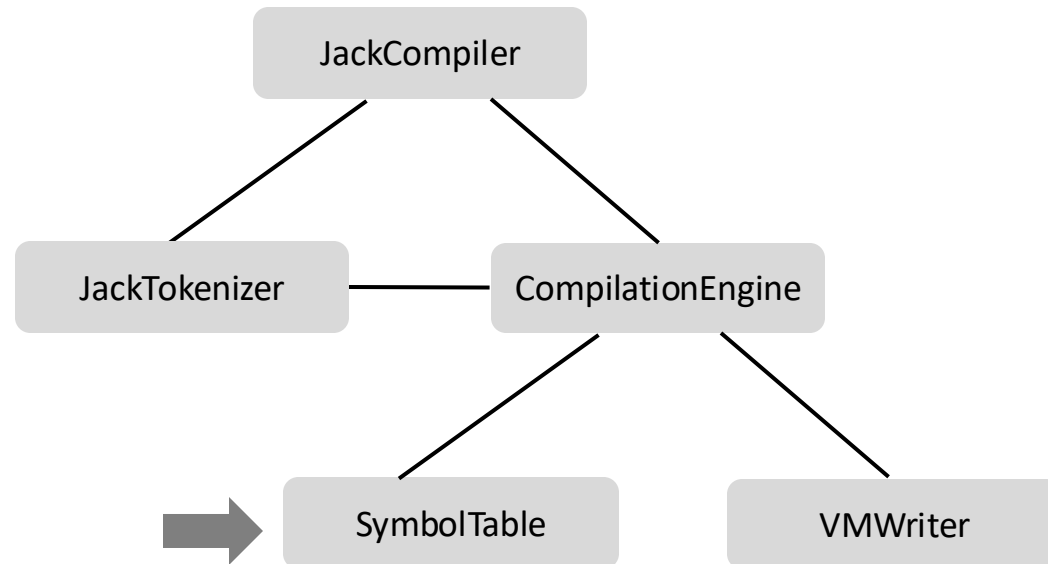 JackCompiler
JackTokenizer
CompilationEngine
SymbolTable
VMWriter